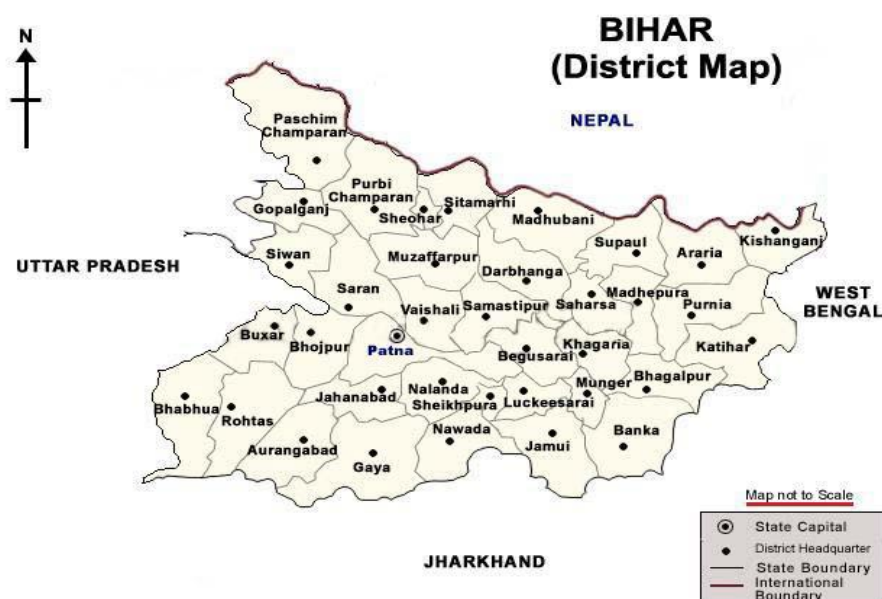 BIHAR
(District Map)
N
NEPAL
Paschim
Champaran
Purbi
Champaran
Gopalganj
Sheohar
Sitamarhi
Madhubani
Supaul
Araria
Kishanganj
UTTAR PRADESH
Siwan
Muzaffarpur
Darbhanga
Saran
Vaishali
Samastipur
Saharsa
Madhepura
Purnia
WEST
BENGAL
Buxar
Bhojpur
Patna
Begusarai
Khagaria
Katihar
Bhabhua
Rohtas
Jahanabad
Nalanda
Sheikhpura
Luckeesarai
Munger
Bhagalpur
Aurangabad
Gaya
Nawada
Jamui
Banka
JHARKHAND
Map not to Scale
State Capital
District Headquarter
State Boundary
International
Boundary